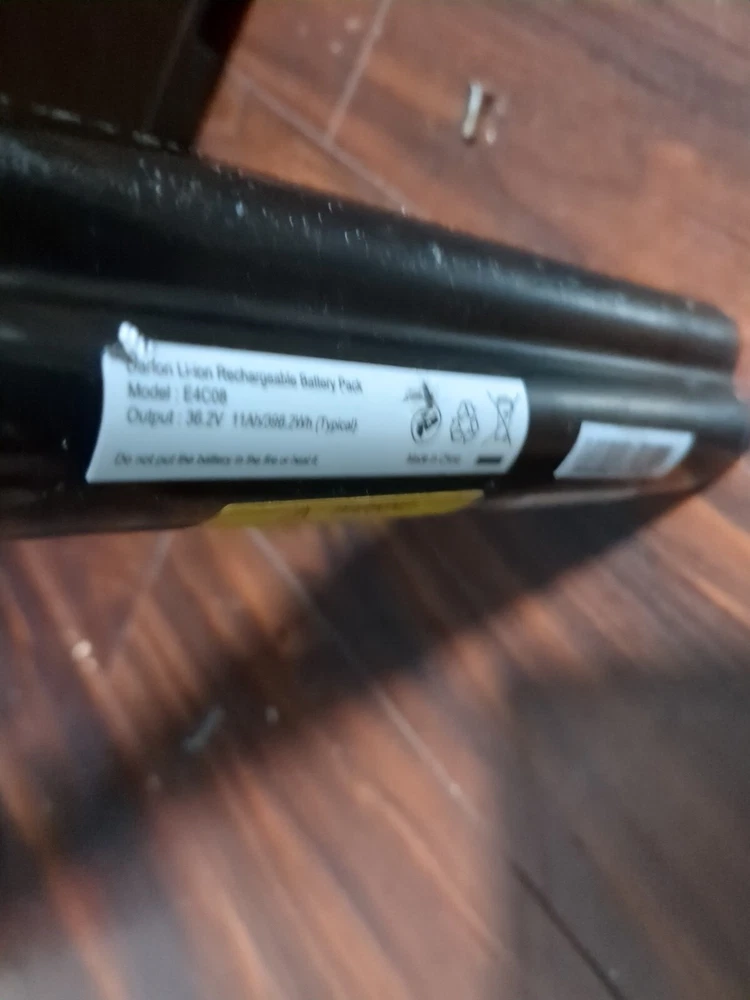 Darfon Li-ion Rechargeable Battery Pack
Model : E4C08
Output : 36.2V 11Ah/398.2Wh (Typical)
Do not put the battery in the fire or heat it.
Made in China